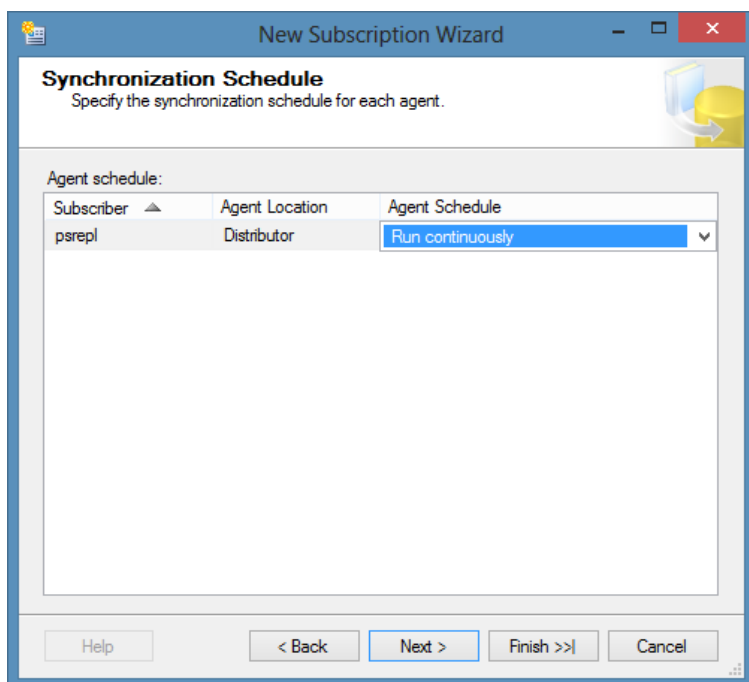 New Subscription Wizard
Synchronization Schedule
Specify the synchronization schedule for each agent.
Agent schedule:
Subscriber Agent Location Agent Schedule
psrepl Distributor Run continuously
Help < Back Next > Finish >>| Cancel